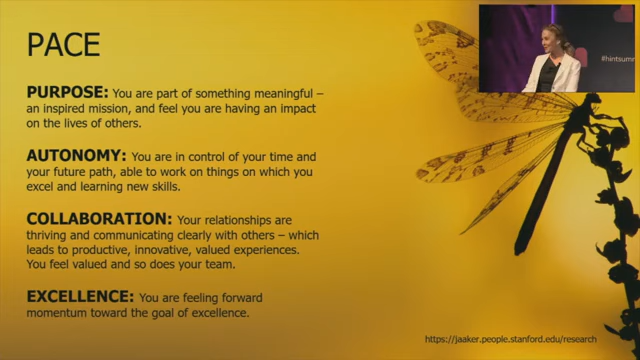 PACE
#hintsumm
PURPOSE: You are part of something meaningful –
an inspired mission, and feel you are having an impact
on the lives of others.
AUTONOMY: You are in control of your time and
your future path, able to work on things on which you
excel and learning new skills.
COLLABORATION: Your relationships are
thriving and communicating clearly with others – which
leads to productive, innovative, valued experiences.
You feel valued and so does your team.
EXCELLENCE: You are feeling forward
momentum toward the goal of excellence.
https://jaaker.people.stanford.edu/research